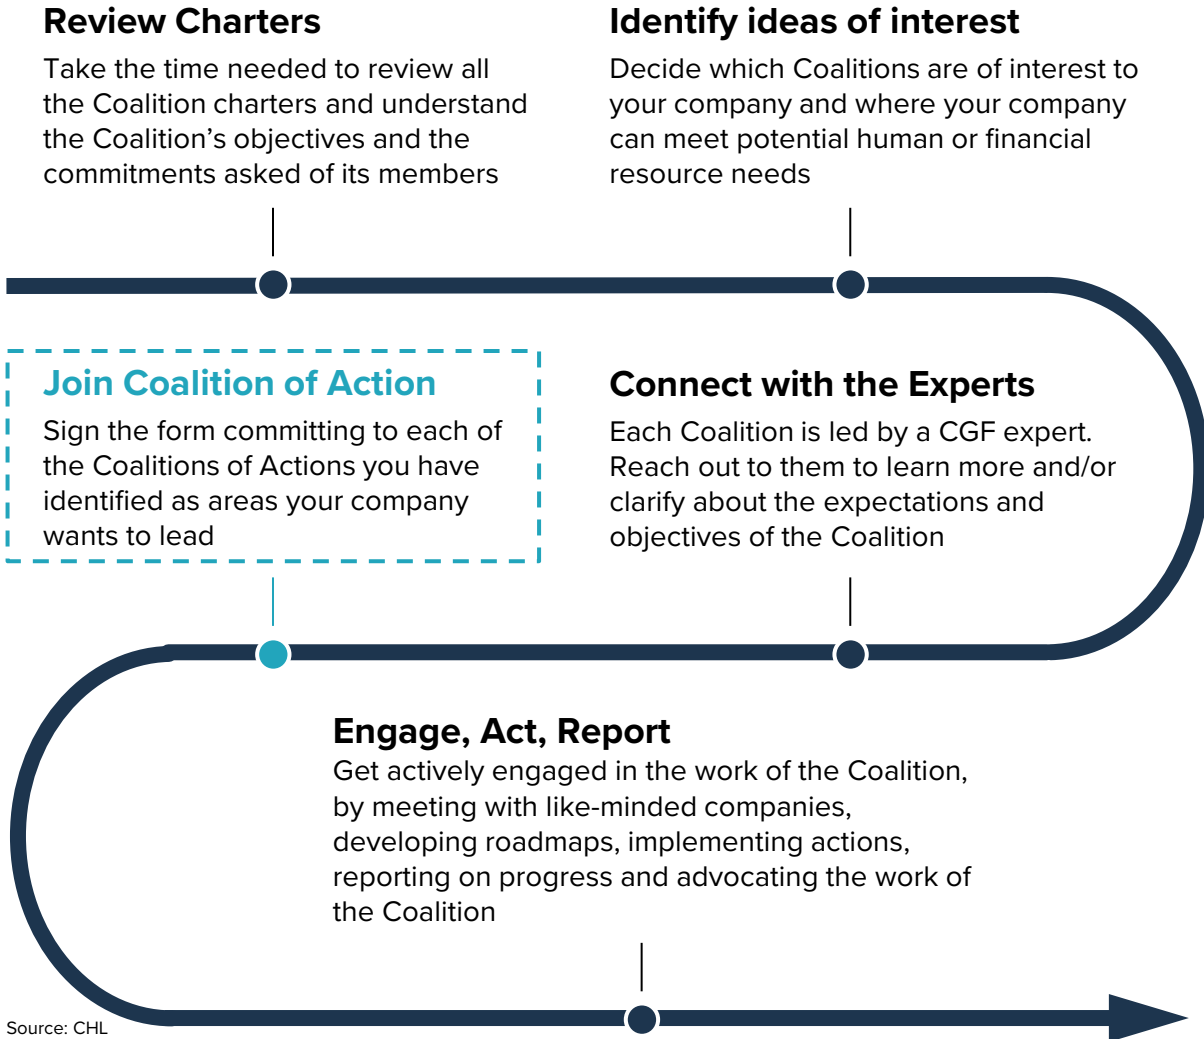 Review Charters
Take the time needed to review all
the Coalition charters and understand
the Coalition’s objectives and the
commitments asked of its members
Identify ideas of interest
Decide which Coalitions are of interest to
your company and where your company
can meet potential human or financial
resource needs
Connect with the Experts
Each Coalition is led by a CGF expert.
Reach out to them to learn more and/or
clarify about the expectations and
objectives of the Coalition
Join Coalition of Action
Sign the form committing to each of
the Coalitions of Actions you have
identified as areas your company
wants to lead
Engage, Act, Report
Get actively engaged in the work of the Coalition,
by meeting with like-minded companies,
developing roadmaps, implementing actions,
reporting on progress and advocating the work of
the Coalition
Source: CHL